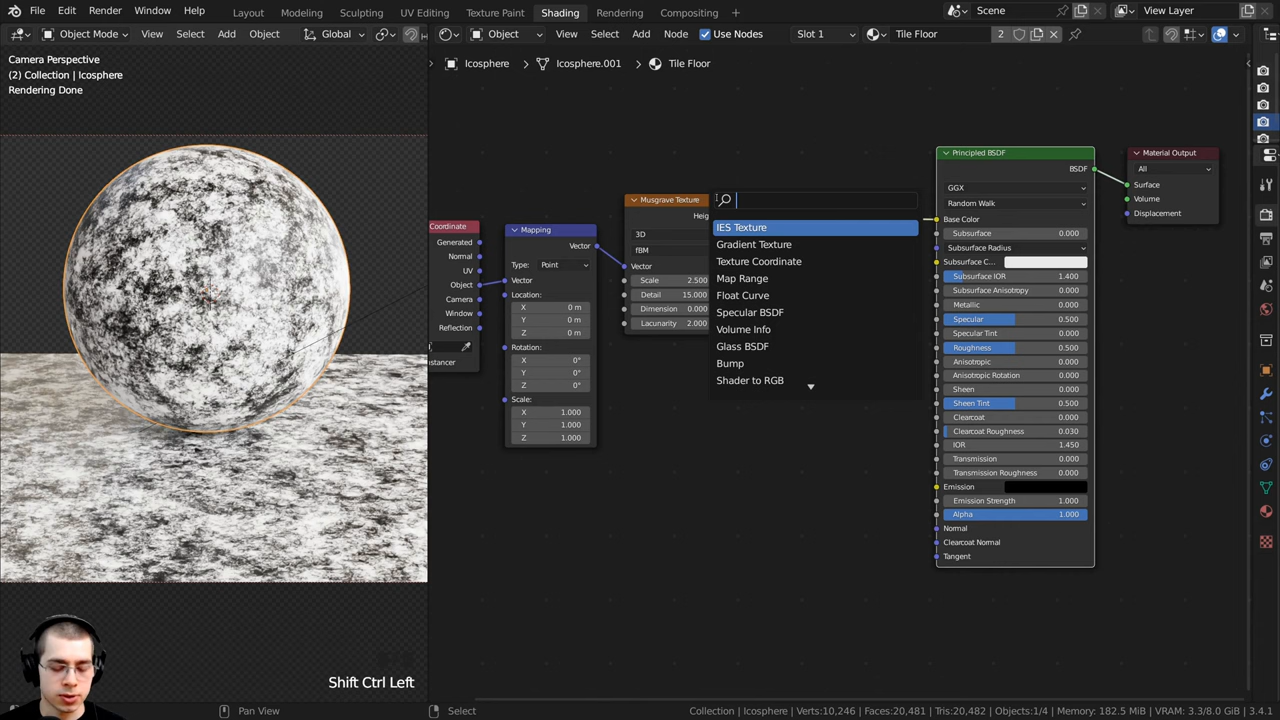 File Edit Render Window Help Layout Modeling Sculpting UV Editing Texture Paint Shading Rendering Compositing + Scene View Layer
Object Mode View Select Add Object Global Object View Select Add Node Use Nodes Slot 1 Tile Floor 2
Camera Perspective
(2) Collection | Icosphere
Rendering Done
Icosphere > Icosphere.001 > Tile Floor
Coordinate
Generated
Normal
UV
Object
Camera
Window
Reflection
nstancer
Mapping
Vector
Type: Point
Vector
Location:
X 0 m
Y 0 m
Z 0 m
Rotation:
X 0°
Y 0°
Z 0°
Scale:
X 1.000
Y 1.000
Z 1.000
Musgrave Texture
Heig
3D
fBM
Vector
Scale 2.500
Detail 15.000
Dimension 0.000
Lacunarity 2.000
IES Texture
Gradient Texture
Texture Coordinate
Map Range
Float Curve
Specular BSDF
Volume Info
Glass BSDF
Bump
Shader to RGB
Principled BSDF
BSDF
GGX
Random Walk
Base Color
Subsurface 0.000
Subsurface Radius
Subsurface C...
Subsurface IOR 1.400
Subsurface Anisotropy 0.000
Metallic 0.000
Specular 0.500
Specular Tint 0.000
Roughness 0.500
Anisotropic 0.000
Anisotropic Rotation 0.000
Sheen 0.000
Sheen Tint 0.500
Clearcoat 0.000
Clearcoat Roughness 0.030
IOR 1.450
Transmission 0.000
Transmission Roughness 0.000
Emission
Emission Strength 1.000
Alpha 1.000
Normal
Clearcoat Normal
Tangent
Material Output
All
Surface
Volume
Displacement
Shift Ctrl Left
Pan View Select Collection | Icosphere | Verts:10,246 | Faces:20,481 | Tris:20,482 | Objects:1/4 | Memory: 182.5 MiB | VRAM: 3.3/8.0 GiB | 3.4.1